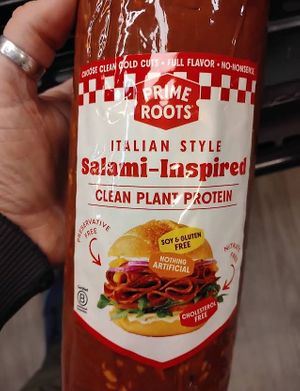 CHOOSE CLEAN COLD CUTS • FULL FLAVOR • NO-NONSENSE
PRIME
ROOTS
ITALIAN STYLE
Salami-Inspired
CLEAN PLANT PROTEIN
PRESERVATIVE
FREE
SOY & GLUTEN
FREE
NOTHING
ARTIFICIAL
NITRATE
FREE
CHOLESTEROL
FREE
B